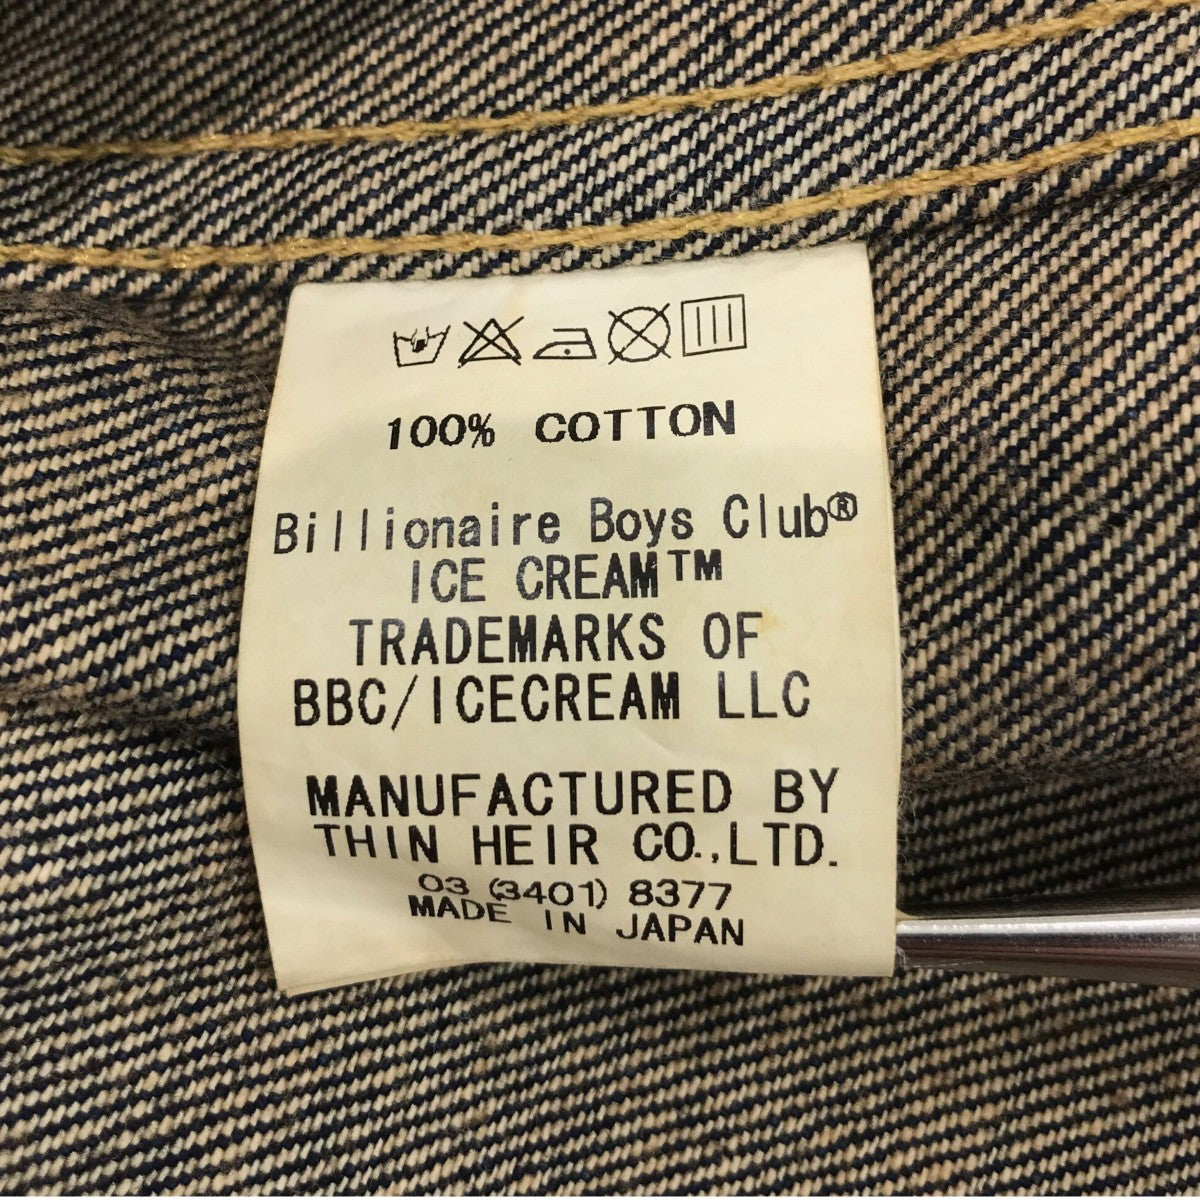 100% COTTON
Billionaire Boys Club®
ICE CREAM™
TRADEMARKS OF
BBC/ICECREAM LLC
MANUFACTURED BY
THIN HEIR CO.,LTD.
03 (3401) 8377
MADE IN JAPAN